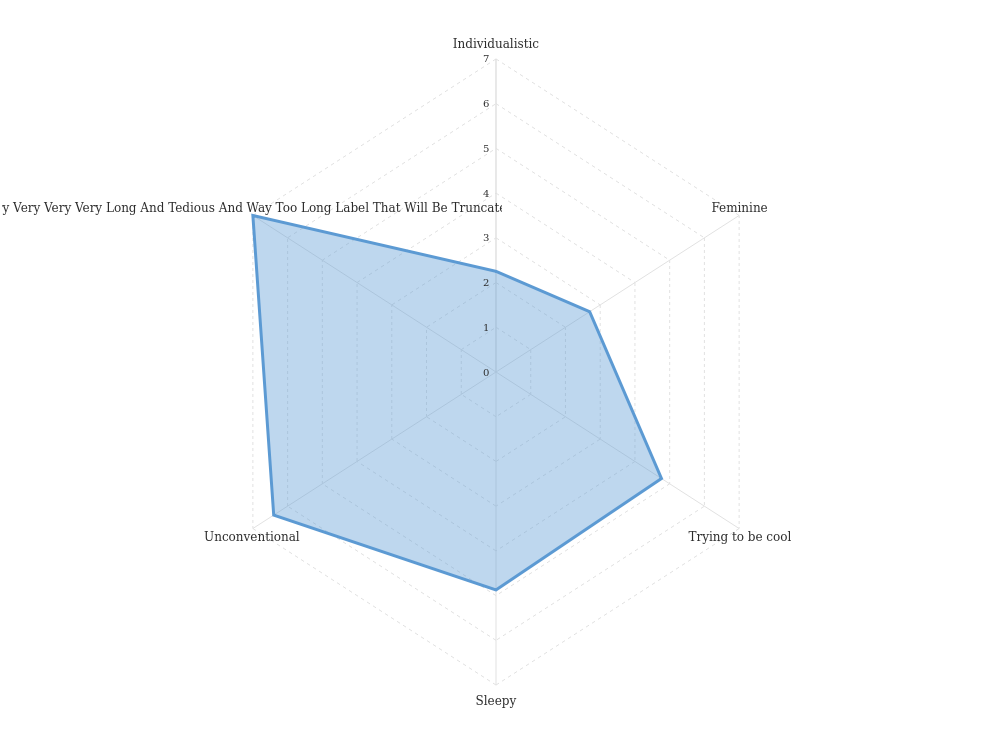 Individualistic
7
6
5
4
y Very Very Very Long And Tedious And Way Too Long Label That Will Be Truncate
Feminine
3
2
1
0
Unconventional
Trying to be cool
Sleepy